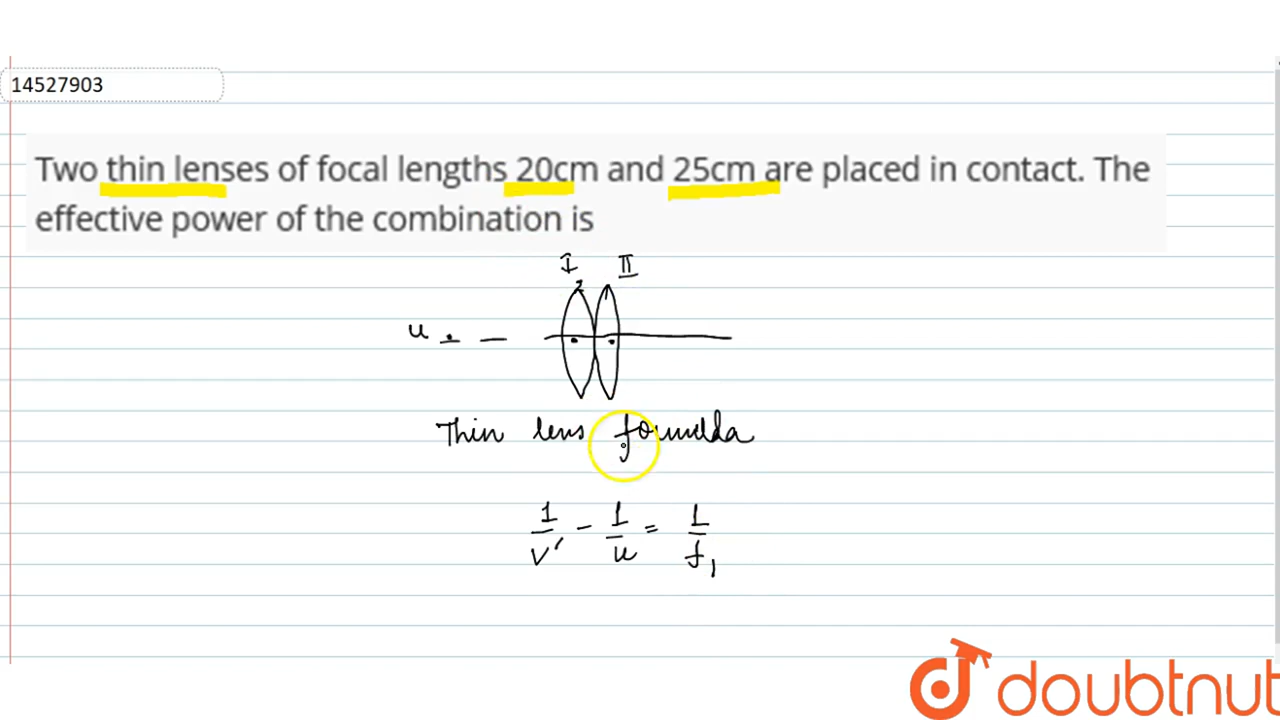 14527903
Two thin lenses of focal lengths 20cm and 25cm are placed in contact. The
effective power of the combination is
I II
u
Thin lens formulda
1/v' - 1/u = 1/f₁
doubtnut